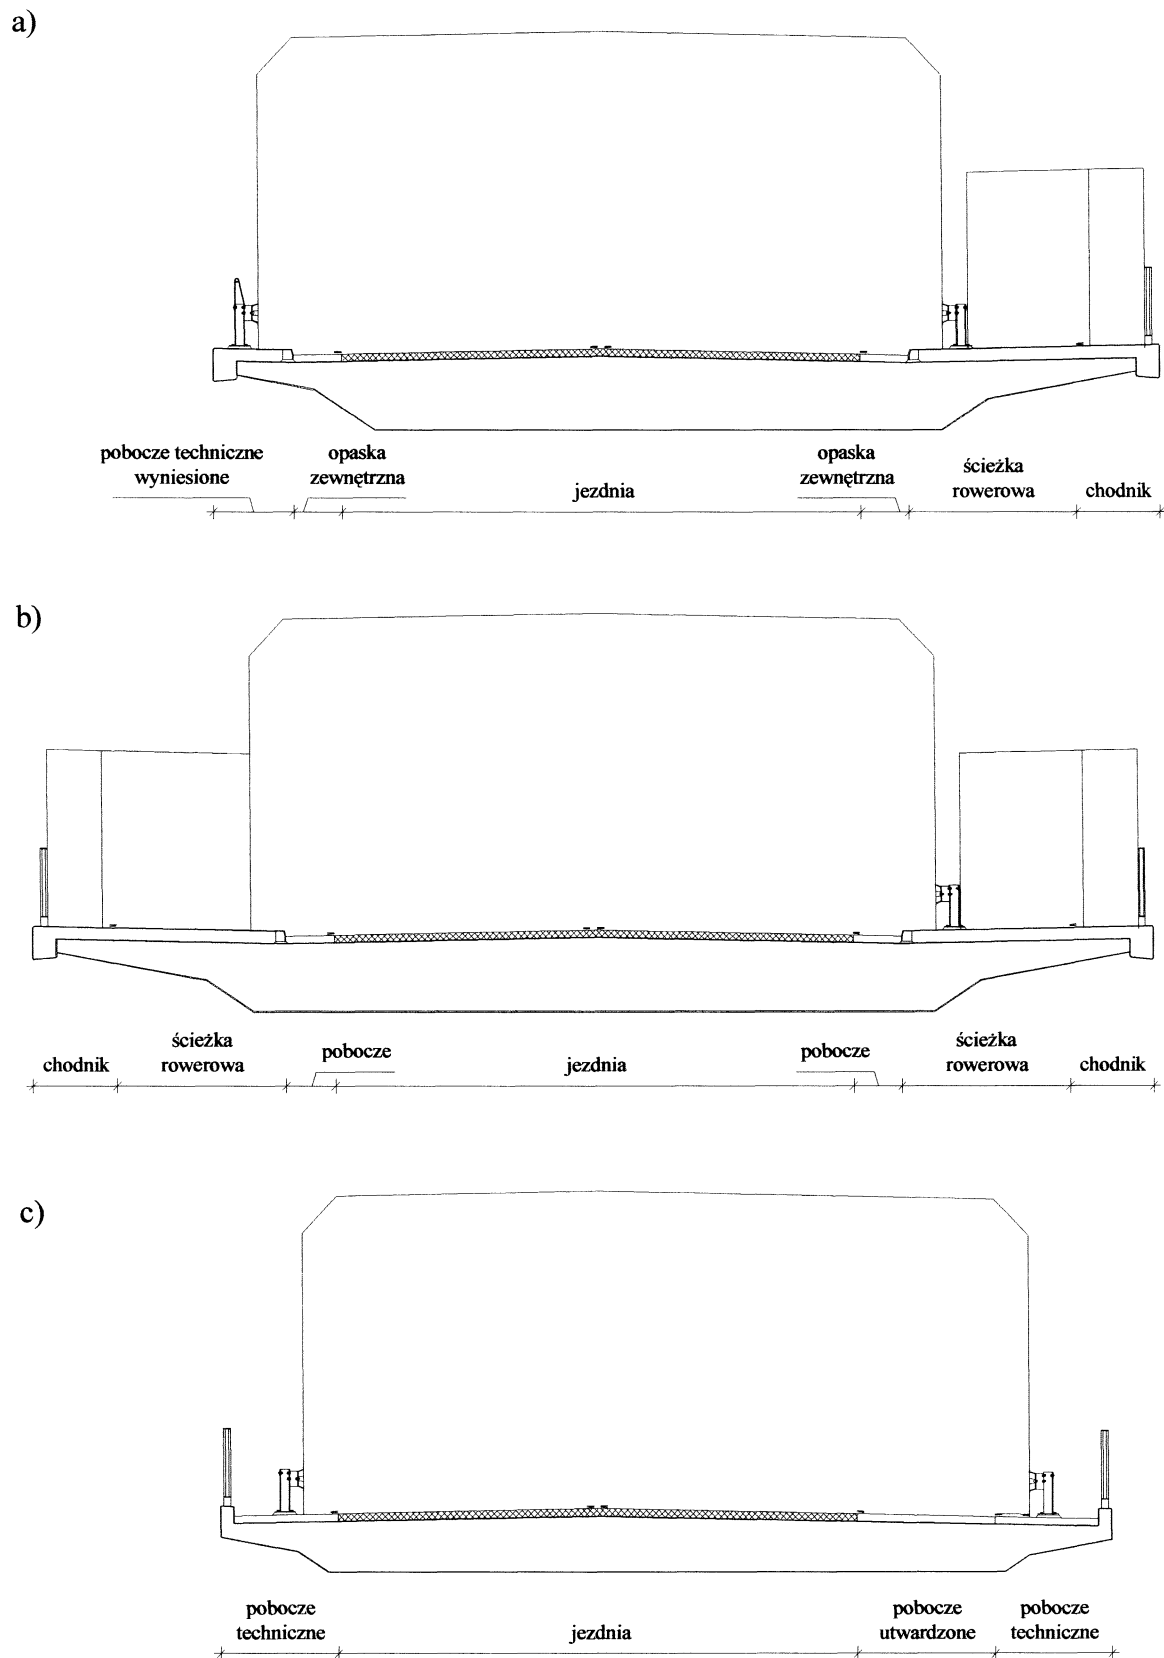 a)
pobocze techniczne
wyniesione
opaska
zewnętrzna
jezdnia
opaska
zewnętrzna
ścieżka
rowerowa
chodnik
b)
chodnik
ścieżka
rowerowa
pobocze
jezdnia
pobocze
ścieżka
rowerowa
chodnik
c)
pobocze
techniczne
jezdnia
pobocze
utwardzone
pobocze
techniczne